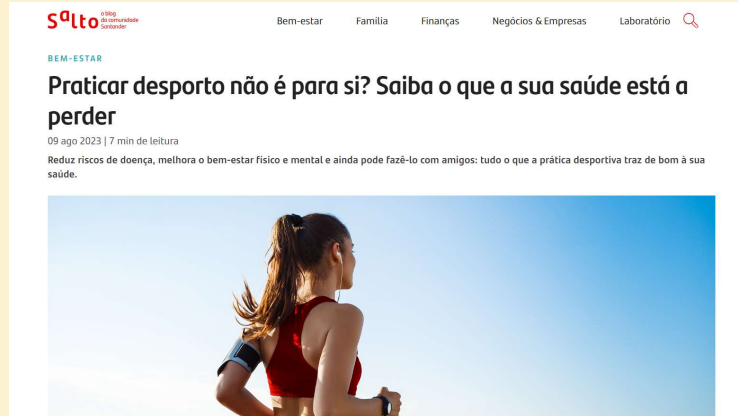 Salto o blog da comunidade Santander
Bem-estar Família Finanças Negócios & Empresas Laboratório
BEM-ESTAR
Praticar desporto não é para si? Saiba o que a sua saúde está a
perder
09 ago 2023 | 7 min de leitura
Reduz riscos de doença, melhora o bem-estar físico e mental e ainda pode fazê-lo com amigos: tudo o que a prática desportiva traz de bom à sua
saúde.